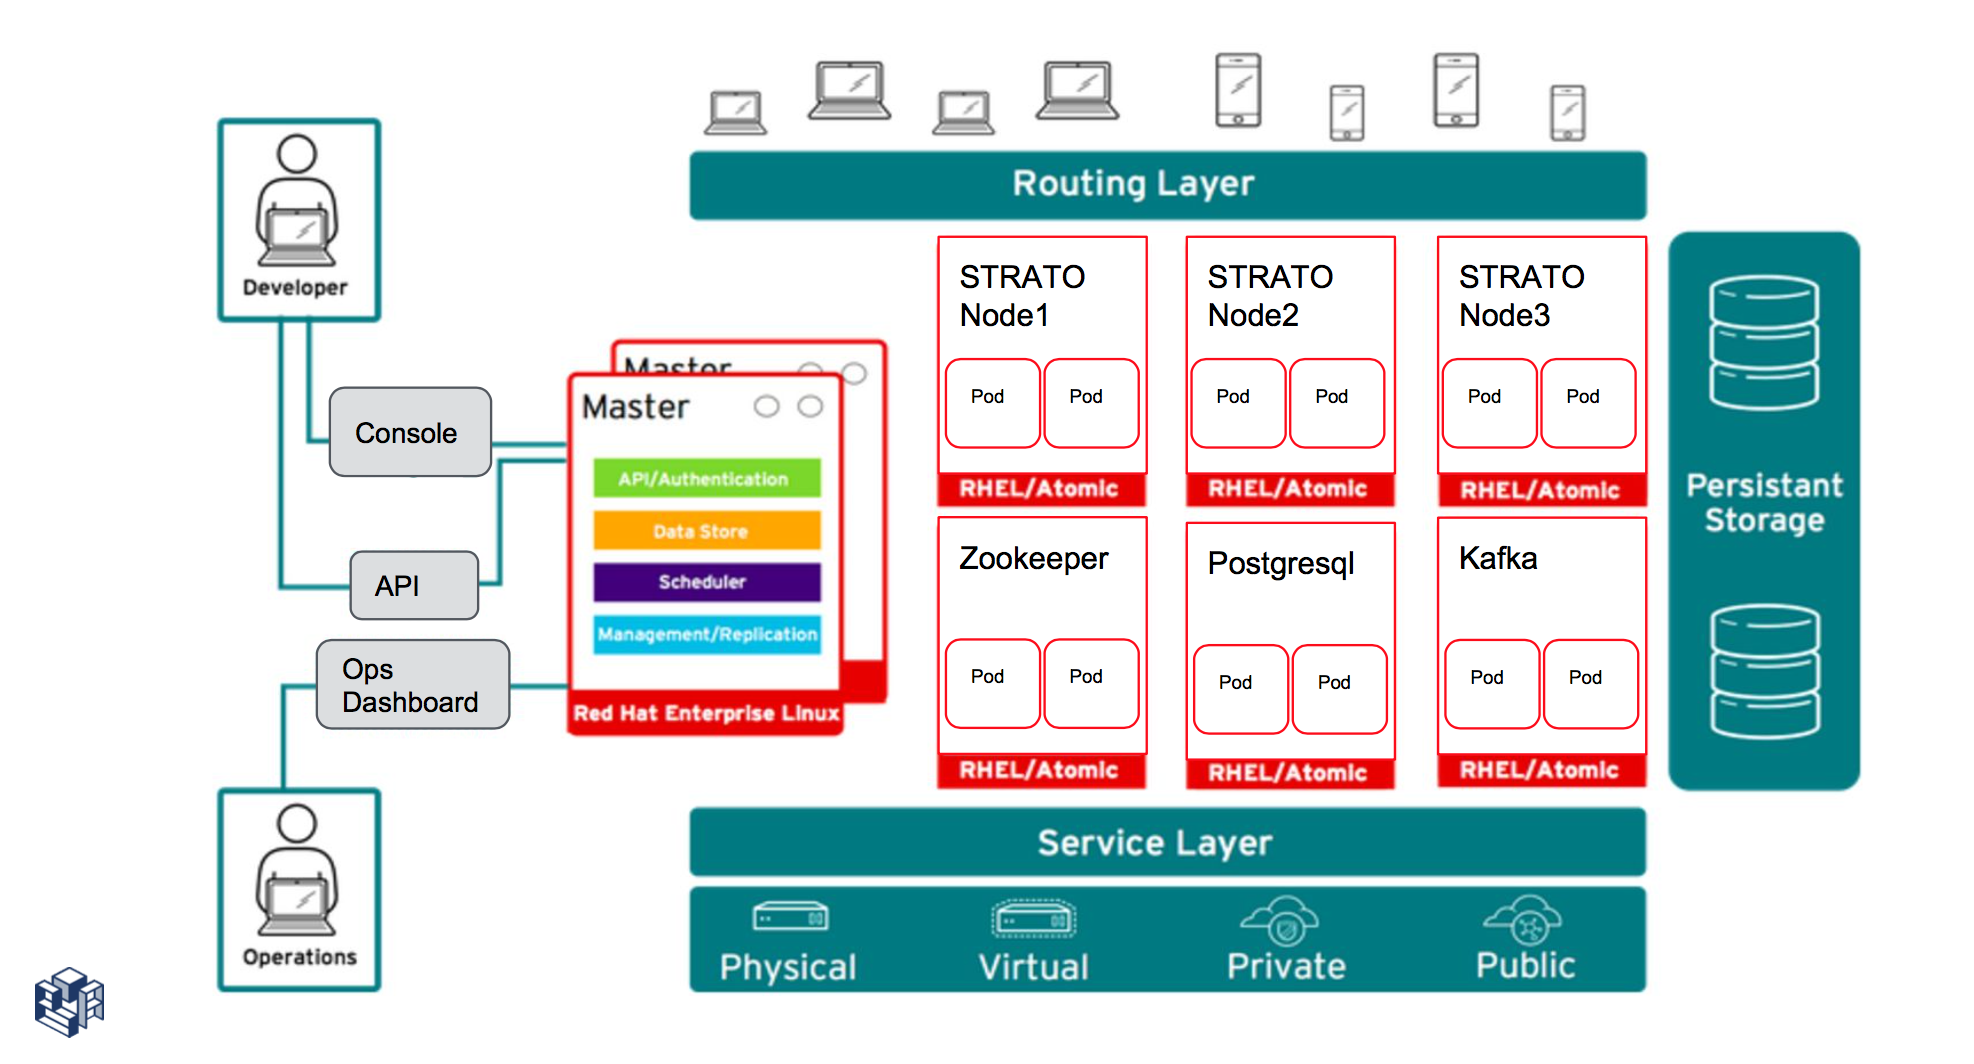 Routing Layer
Developer
Console
API
Ops
Dashboard
Operations
Master
Master
API/Authentication
Data Store
Scheduler
Management/Replication
Red Hat Enterprise Linux
STRATO
Node1
Pod
Pod
RHEL/Atomic
STRATO
Node2
Pod
Pod
RHEL/Atomic
STRATO
Node3
Pod
Pod
RHEL/Atomic
Zookeeper
Pod
Pod
RHEL/Atomic
Postgresql
Pod
Pod
RHEL/Atomic
Kafka
Pod
Pod
RHEL/Atomic
Persistant
Storage
Service Layer
Physical
Virtual
Private
Public